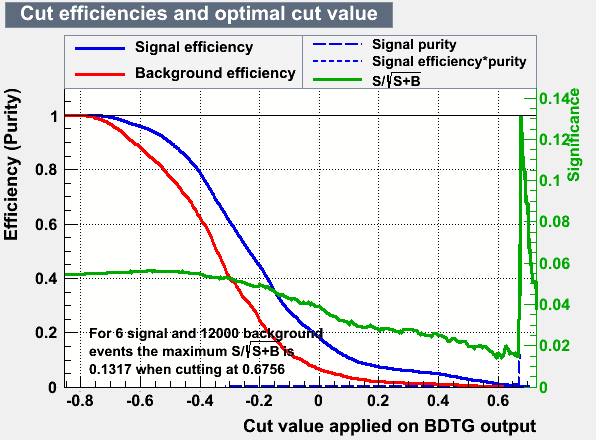 Cut efficiencies and optimal cut value
Signal efficiency
Background efficiency
Signal purity
Signal efficiency*purity
S/√S+B
Efficiency (Purity)
1
0.8
0.6
0.4
0.2
0
For 6 signal and 12000 background
events the maximum S/√S+B is
0.1317 when cutting at 0.6756
-0.8 -0.6 -0.4 -0.2 0 0.2 0.4 0.6
Cut value applied on BDTG output
0.14
0.12
0.1
0.08
0.06
0.04
0.02
0
Significance